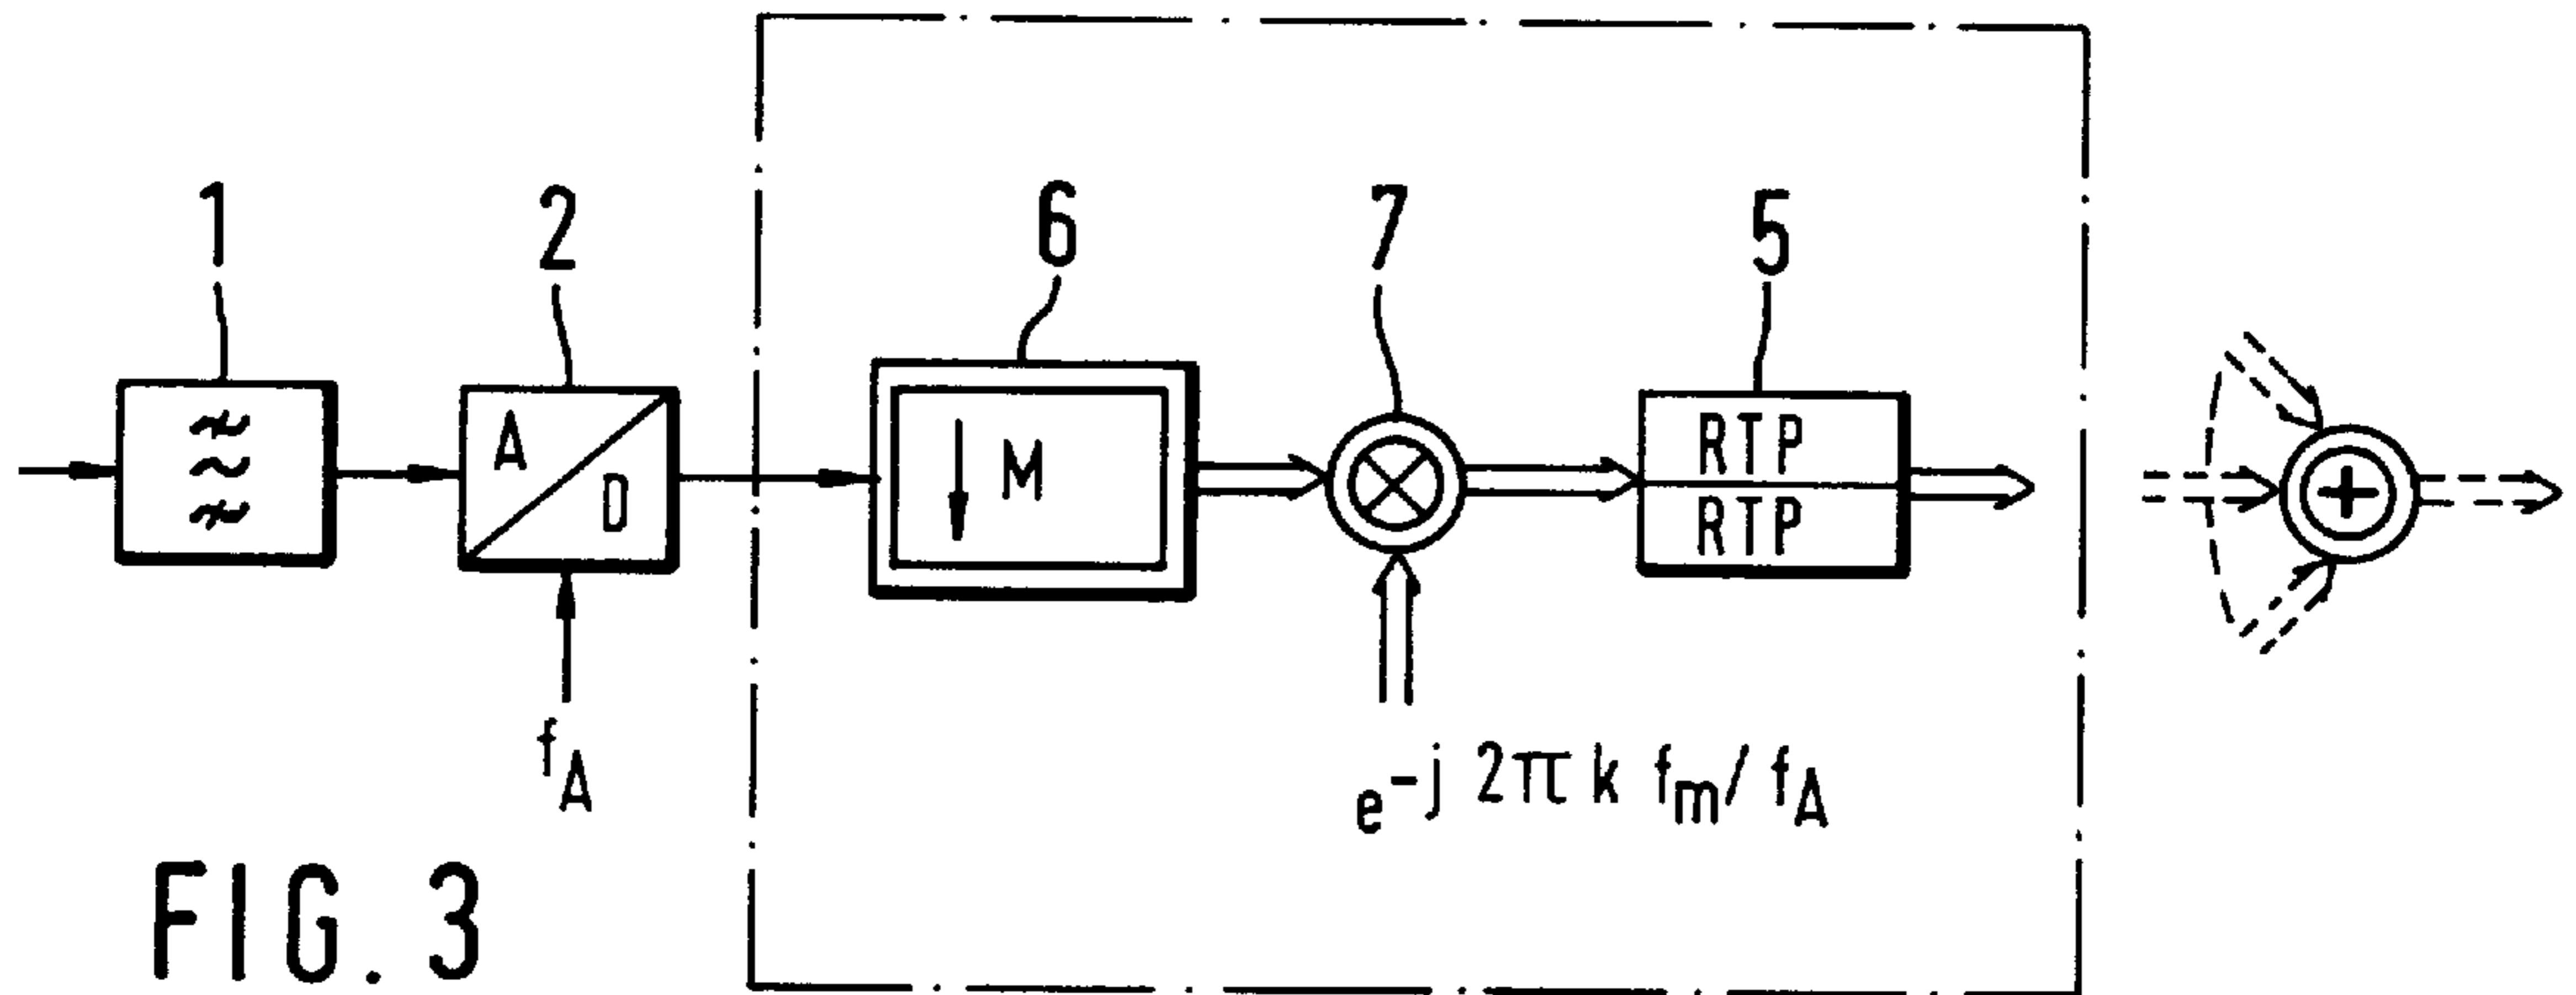 1 2 6 7 5
A D
↓ M
RTP
RTP
f_A
e^-j 2π k f_m/f_A
FIG. 3